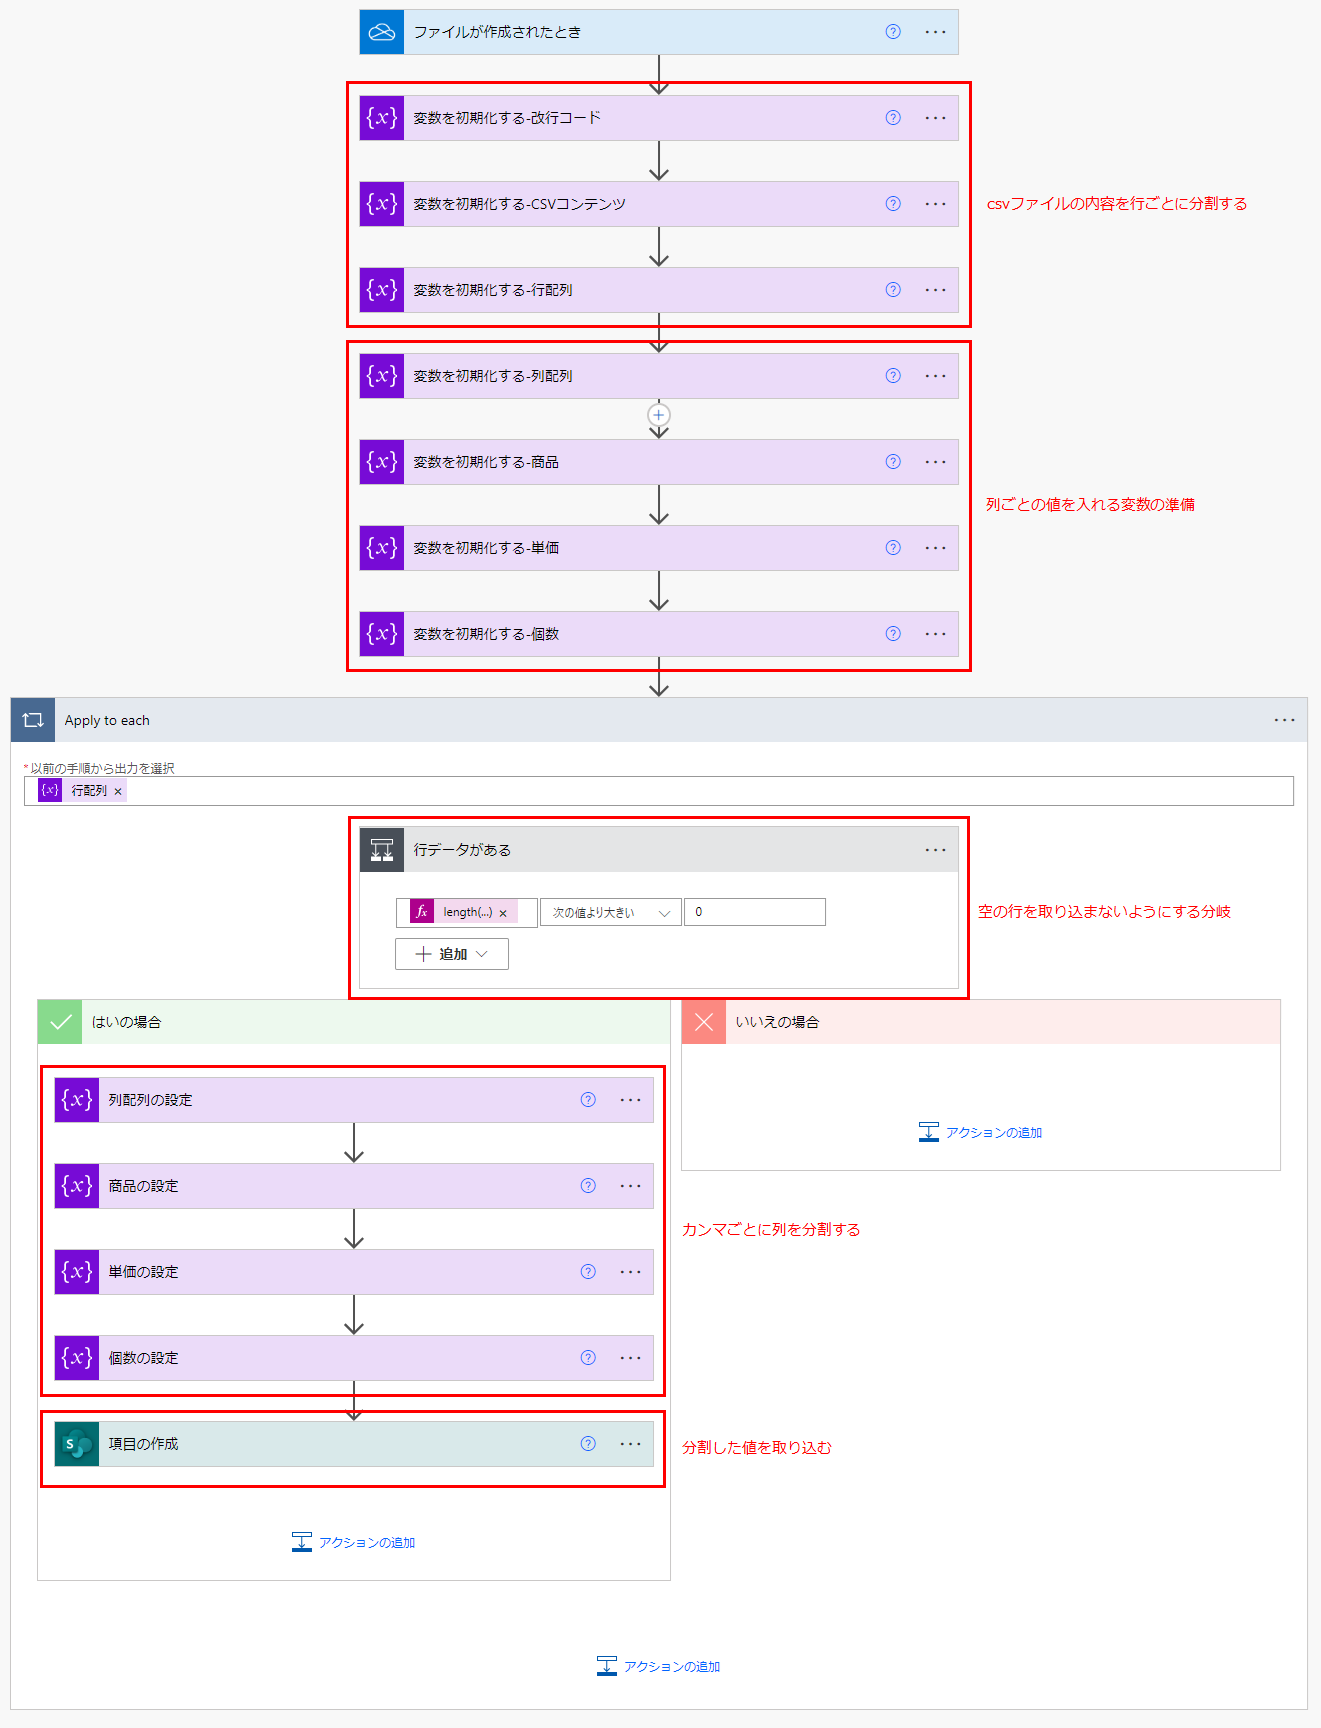 ファイルが作成されたとき
変数を初期化する-改行コード
変数を初期化する-CSVコンテンツ
csvファイルの内容を行ごとに分割する
変数を初期化する-行配列
変数を初期化する-列配列
変数を初期化する-商品
列ごとの値を入れる変数の準備
変数を初期化する-単価
変数を初期化する-個数
Apply to each
*以前の手順から出力を選択
行配列 ×
行データがある
length(...) × 次の値より大きい 0
空の行を取り込まないようにする分岐
追加
はいの場合
いいえの場合
列配列の設定
アクションの追加
商品の設定
カンマごとに列を分割する
単価の設定
個数の設定
項目の作成
分割した値を取り込む
アクションの追加
アクションの追加